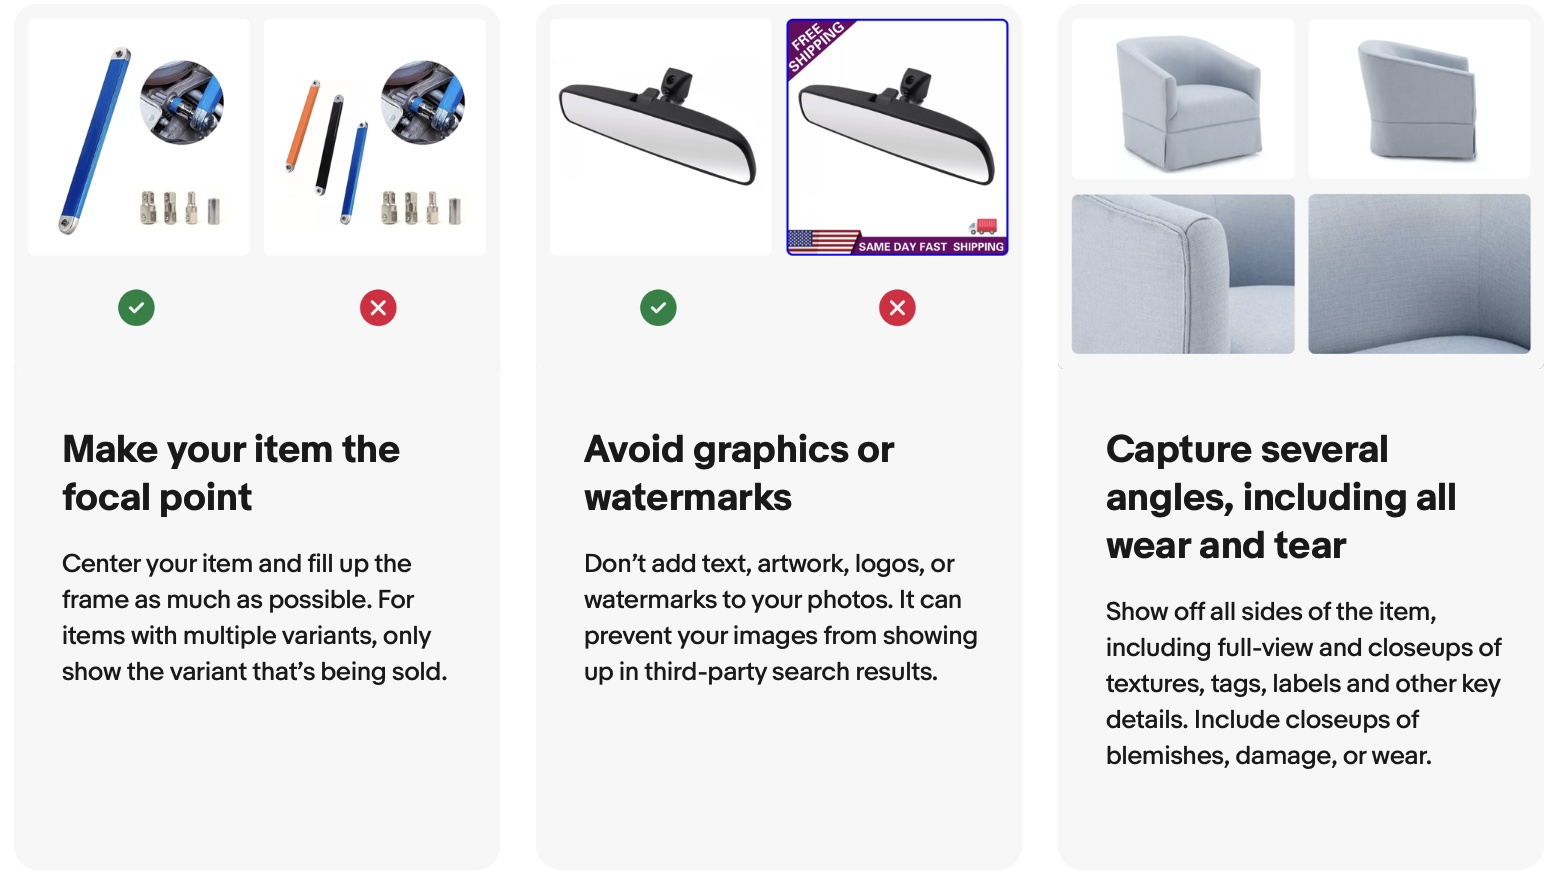 FREE
SHIPPING
SAME DAY FAST SHIPPING
Make your item the
focal point
Center your item and fill up the
frame as much as possible. For
items with multiple variants, only
show the variant that’s being sold.
Avoid graphics or
watermarks
Don’t add text, artwork, logos, or
watermarks to your photos. It can
prevent your images from showing
up in third-party search results.
Capture several
angles, including all
wear and tear
Show off all sides of the item,
including full-view and closeups of
textures, tags, labels and other key
details. Include closeups of
blemishes, damage, or wear.